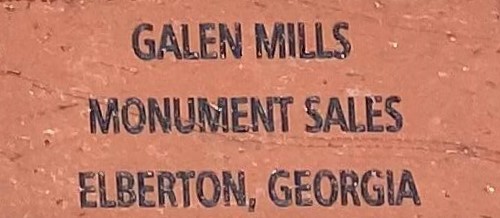 GALEN MILLS
MONUMENT SALES
ELBERTON, GEORGIA